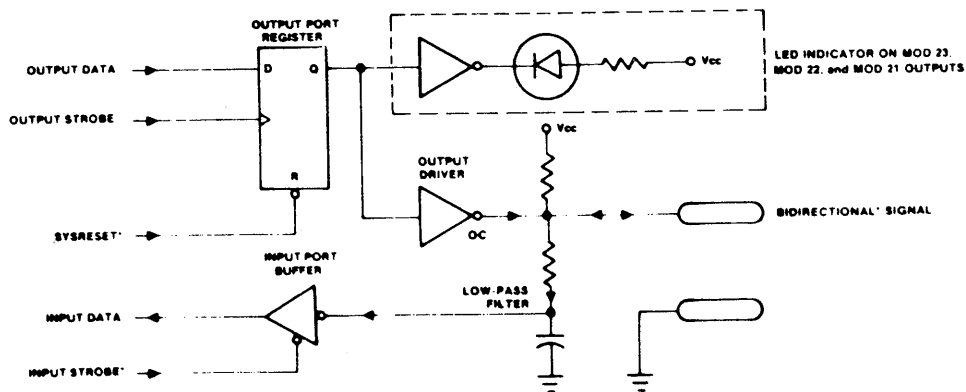 OUTPUT PORT
REGISTER
OUTPUT DATA
D
Q
Vcc
LED INDICATOR ON MOD 23,
MOD 22, and MOD 21 OUTPUTS
OUTPUT STROBE
Vcc
OUTPUT
DRIVER
R
OC
BIDIRECTIONAL* SIGNAL
SYSRESET*
INPUT PORT
BUFFER
LOW-PASS
FILTER
INPUT DATA
INPUT STROBE*